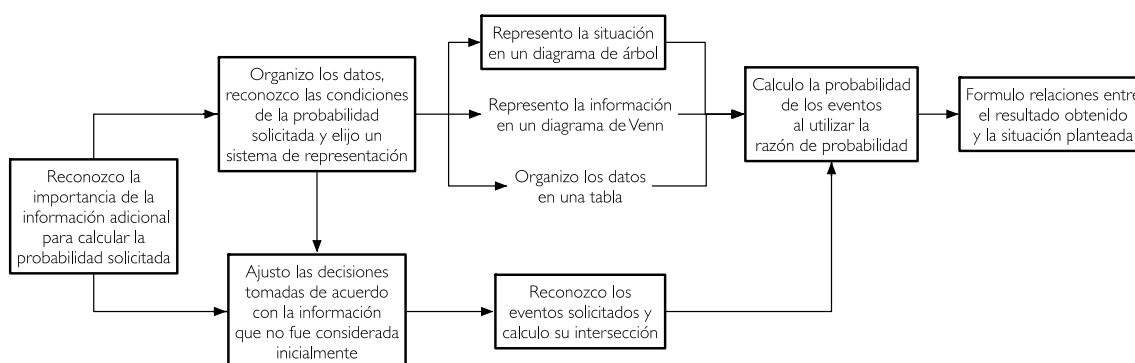 Reconozco la
importancia de la
información adicional
para calcular la
probabilidad solicitada
Organizo los datos,
reconozco las condiciones
de la probabilidad
solicitada y elijo un
sistema de representación
Ajusto las decisiones
tomadas de acuerdo
con la información
que no fue considerada
inicialmente
Represento la situación
en un diagrama de árbol
Represento la información
en un diagrama de Venn
Organizo los datos
en una tabla
Reconozco los
eventos solicitados y
calculo su intersección
Calculo la probabilidad
de los eventos
al utilizar la
razón de probabilidad
Formulo relaciones entre
el resultado obtenido
y la situación planteada